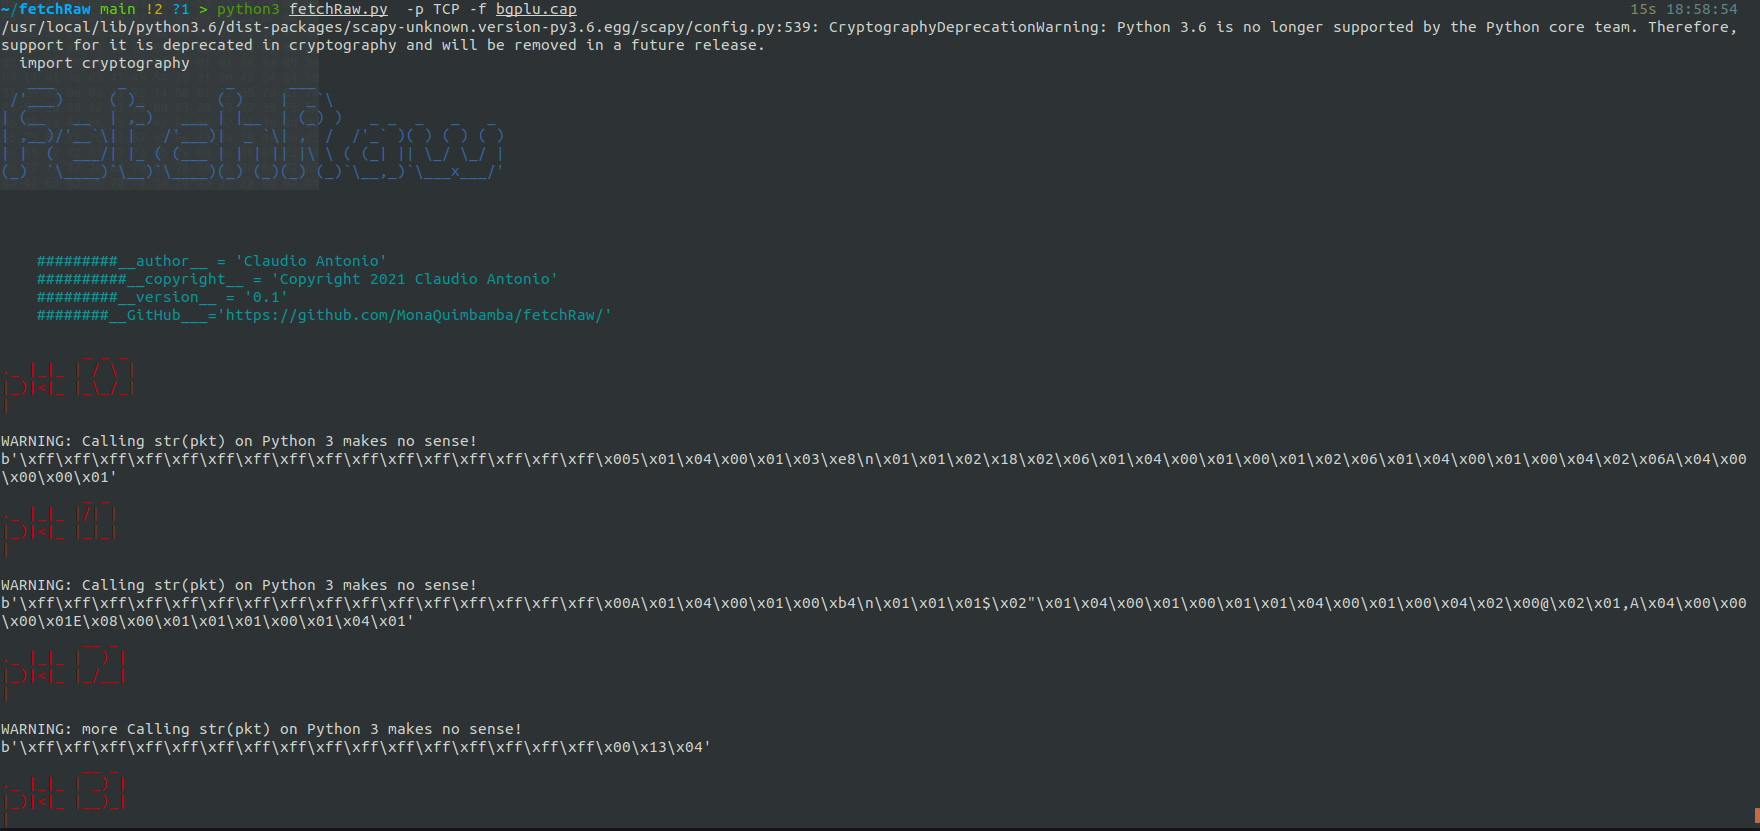 ~/fetchRaw main !2 ?1 > python3 fetchRaw.py  -p TCP -f bgplu.cap 15s 18:58:54
/usr/local/lib/python3.6/dist-packages/scapy-unknown.version-py3.6.egg/scapy/config.py:539: CryptographyDeprecationWarning: Python 3.6 is no longer supported by the Python core team. Therefore,
support for it is deprecated in cryptography and will be removed in a future release.
  import cryptography
fetchRaw
    #########__author__ = 'Claudio Antonio'
    ##########__copyright__ = 'Copyright 2021 Claudio Antonio'
    #########__version__ = '0.1'
    ########__GitHub___='https://github.com/MonaQuimbamba/fetchRaw/'
pkt[0]
WARNING: Calling str(pkt) on Python 3 makes no sense!
b'\xff\xff\xff\xff\xff\xff\xff\xff\xff\xff\xff\xff\xff\xff\xff\xff\x005\x01\x04\x00\x01\x03\xe8\n\x01\x01\x02\x18\x02\x06\x01\x04\x00\x01\x00\x01\x02\x06\x01\x04\x00\x01\x00\x04\x02\x06A\x04\x00
\x00\x00\x01'
pkt[1]
WARNING: Calling str(pkt) on Python 3 makes no sense!
b'\xff\xff\xff\xff\xff\xff\xff\xff\xff\xff\xff\xff\xff\xff\xff\xff\x00A\x01\x04\x00\x01\x00\xb4\n\x01\x01\x01$\x02"\x01\x04\x00\x01\x00\x01\x01\x04\x00\x01\x00\x04\x02\x00@\x02\x01,A\x04\x00\x00
\x00\x01E\x08\x00\x01\x01\x01\x00\x01\x04\x01'
pkt[2]
WARNING: more Calling str(pkt) on Python 3 makes no sense!
b'\xff\xff\xff\xff\xff\xff\xff\xff\xff\xff\xff\xff\xff\xff\xff\xff\x00\x13\x04'
pkt[3]